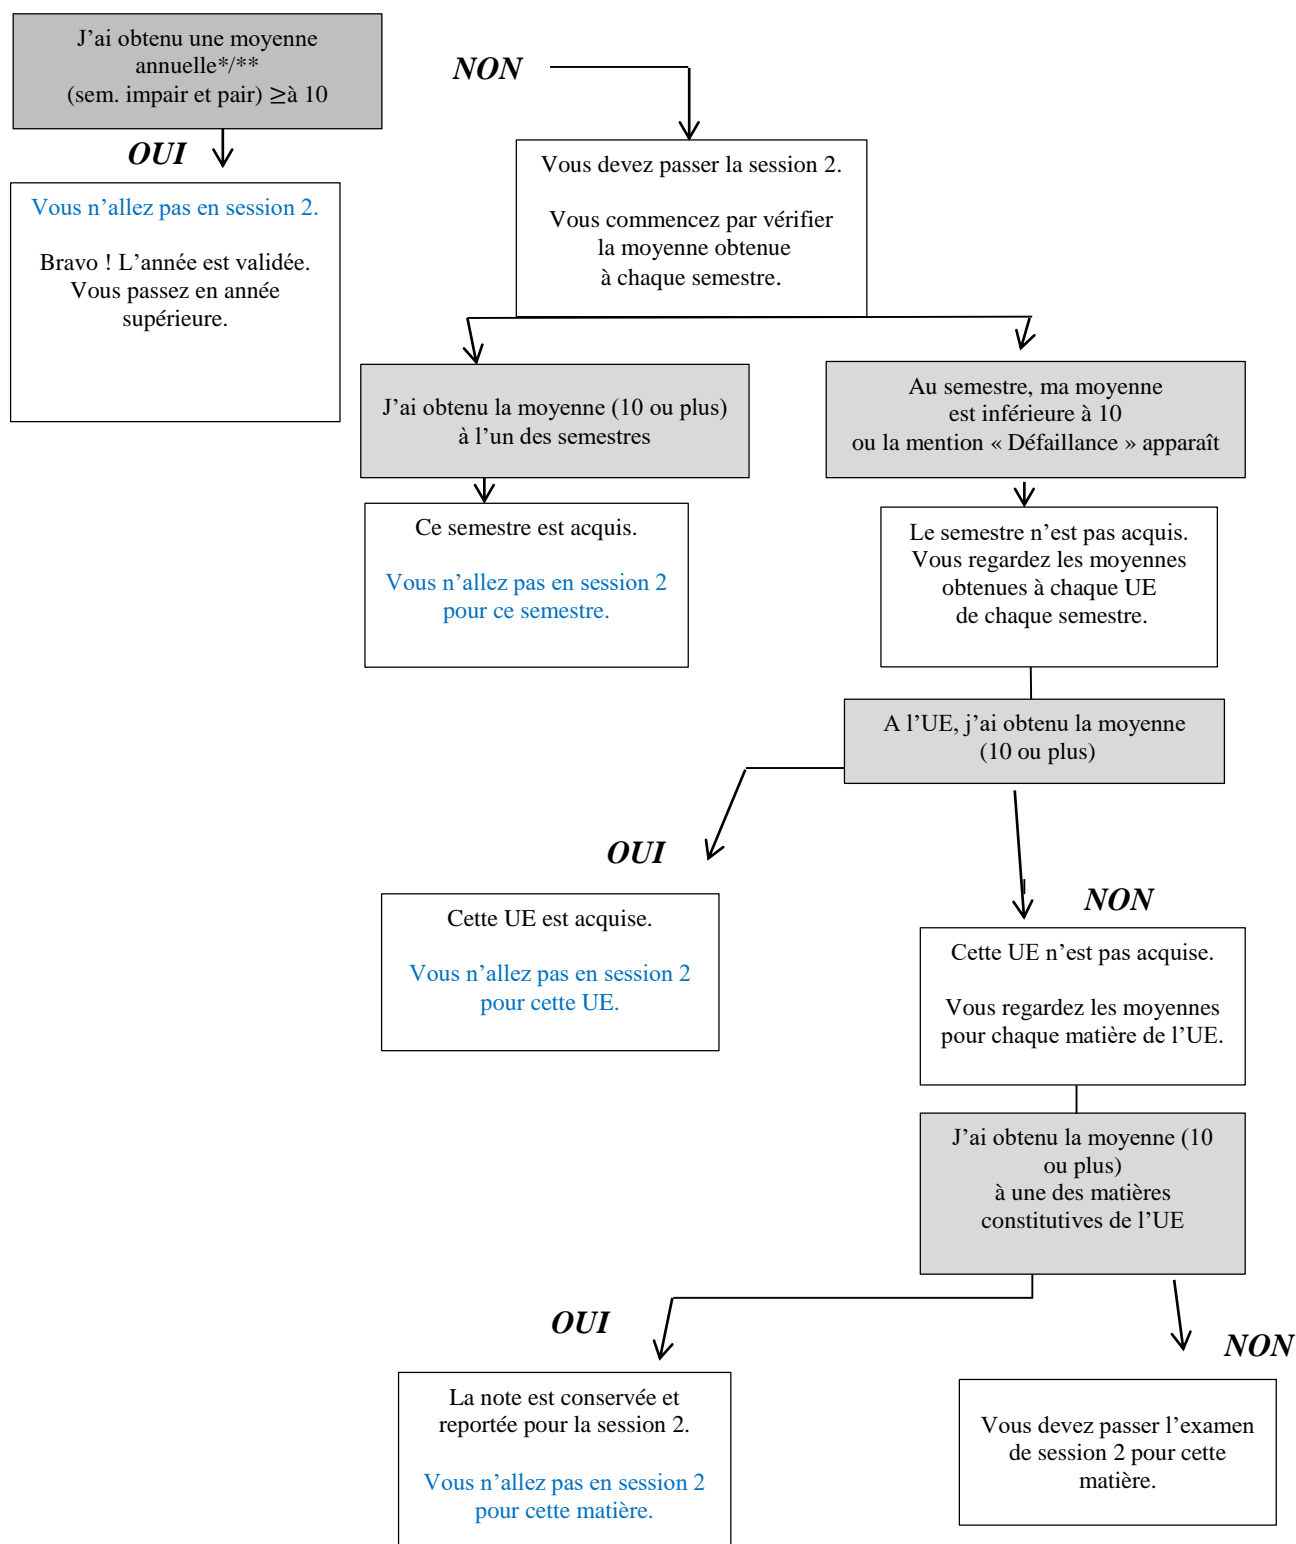 J’ai obtenu une moyenne
annuelle*/**
(sem. impair et pair) ≥à 10
NON
OUI
Vous n’allez pas en session 2.
Bravo ! L’année est validée.
Vous passez en année
supérieure.
Vous devez passer la session 2.
Vous commencez par vérifier
la moyenne obtenue
à chaque semestre.
J’ai obtenu la moyenne (10 ou plus)
à l’un des semestres
Au semestre, ma moyenne
est inférieure à 10
ou la mention « Défaillance » apparaît
Ce semestre est acquis.
Vous n’allez pas en session 2
pour ce semestre.
Le semestre n’est pas acquis.
Vous regardez les moyennes
obtenues à chaque UE
de chaque semestre.
A l’UE, j’ai obtenu la moyenne
(10 ou plus)
OUI
NON
Cette UE est acquise.
Vous n’allez pas en session 2
pour cette UE.
Cette UE n’est pas acquise.
Vous regardez les moyennes
pour chaque matière de l’UE.
J’ai obtenu la moyenne (10
ou plus)
à une des matières
constitutives de l’UE
OUI
NON
La note est conservée et
reportée pour la session 2.
Vous n’allez pas en session 2
pour cette matière.
Vous devez passer l’examen
de session 2 pour cette
matière.